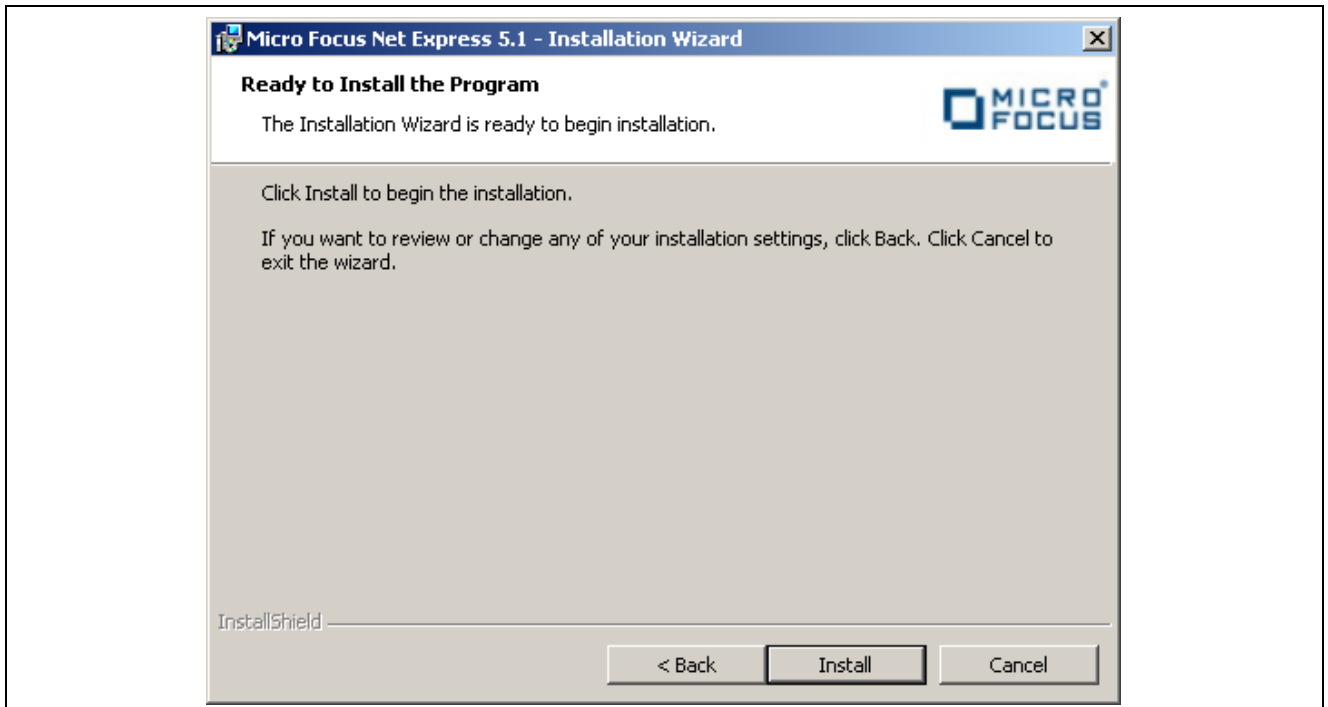 Micro Focus Net Express 5.1 - Installation Wizard
Ready to Install the Program
The Installation Wizard is ready to begin installation.
MICRO
FOCUS
Click Install to begin the installation.
If you want to review or change any of your installation settings, click Back. Click Cancel to
exit the wizard.
InstallShield
< Back
Install
Cancel